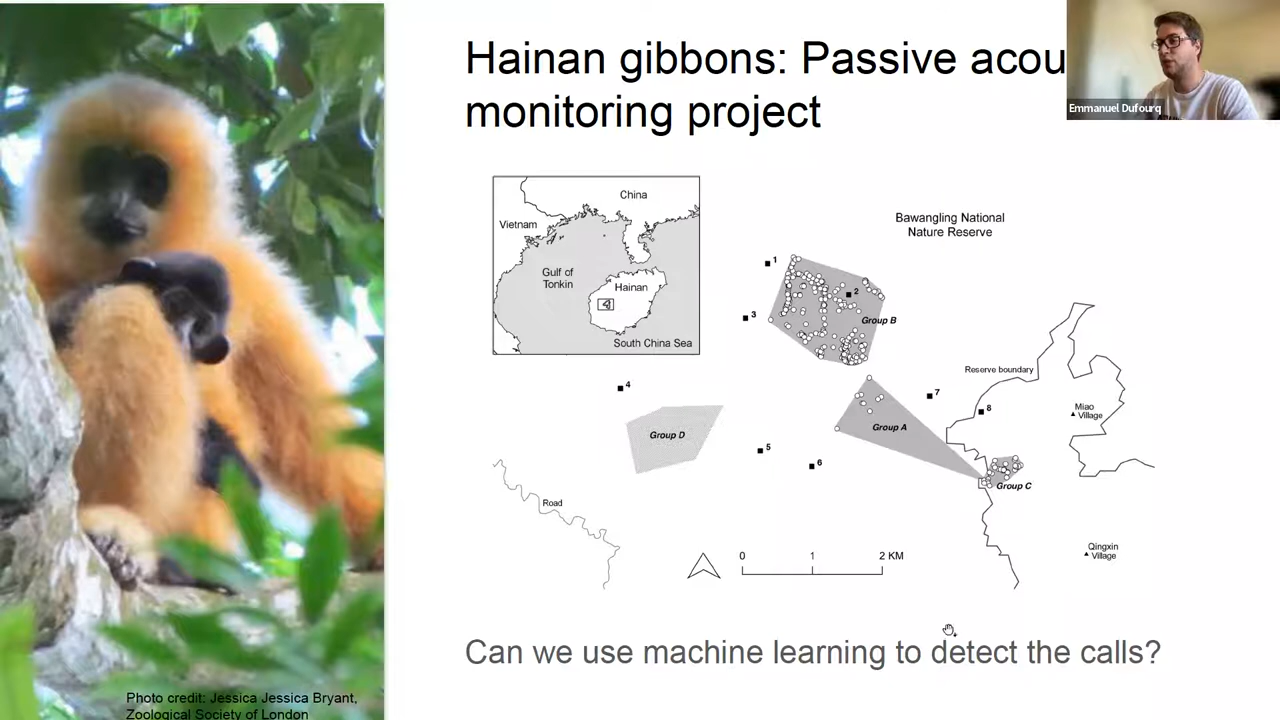 Hainan gibbons: Passive acou
monitoring project
Emmanuel Dufourq
China
Vietnam
Gulf of
Tonkin
Hainan
South China Sea
Bawangling National
Nature Reserve
1
2
3
Group B
Reserve boundary
4
7
8
Miao
Village
Group D
Group A
5
6
Group C
Road
Qingxin
Village
0 1 2 KM
Can we use machine learning to detect the calls?
Photo credit: Jessica Jessica Bryant,
Zoological Society of London